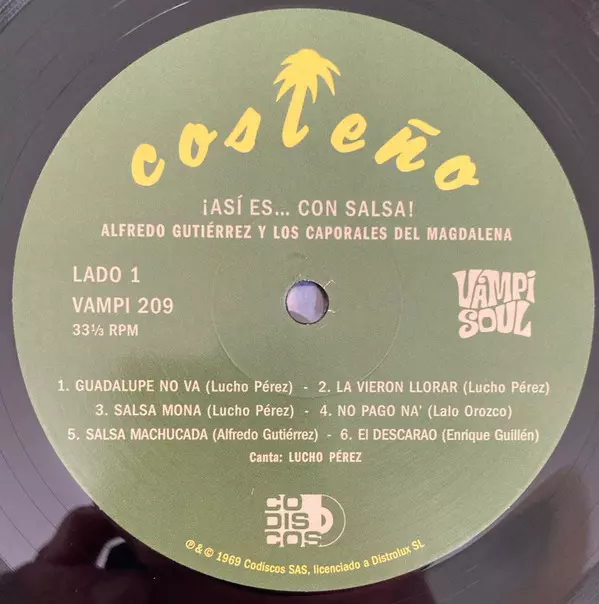 costeño
¡ASÍ ES... CON SALSA!
ALFREDO GUTIÉRREZ Y LOS CAPORALES DEL MAGDALENA
LADO 1
VAMPI 209
33⅓ RPM
VAMPI
SOUL
1. GUADALUPE NO VA (Lucho Pérez) - 2. LA VIERON LLORAR (Lucho Pérez)
3. SALSA MONA (Lucho Pérez) - 4. NO PAGO NA' (Lalo Orozco)
5. SALSA MACHUCADA (Alfredo Gutiérrez) - 6. El DESCARAO (Enrique Guillén)
Canta: LUCHO PÉREZ
CO
DIS
COS
℗ & © 1969 Codiscos SAS, licenciado a Distrolux SL